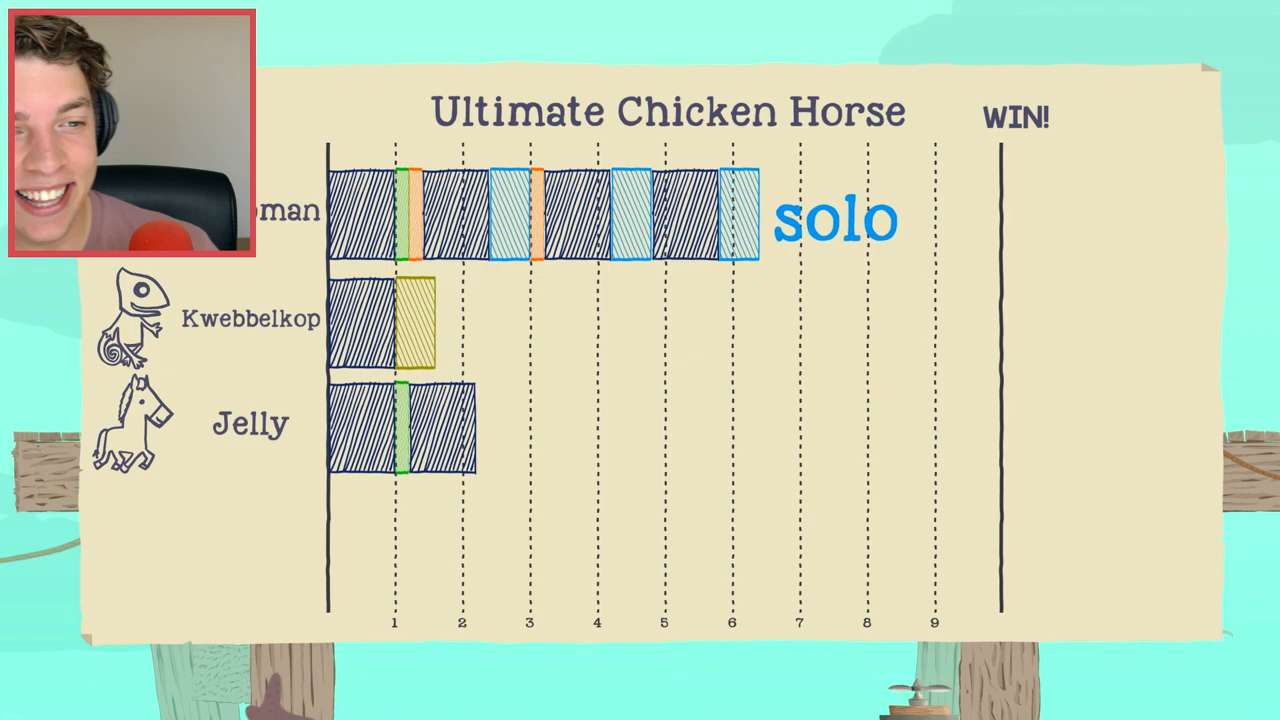 Ultimate Chicken Horse
WIN!
solo
Kwebbelkop
Jelly
1 2 3 4 5 6 7 8 9